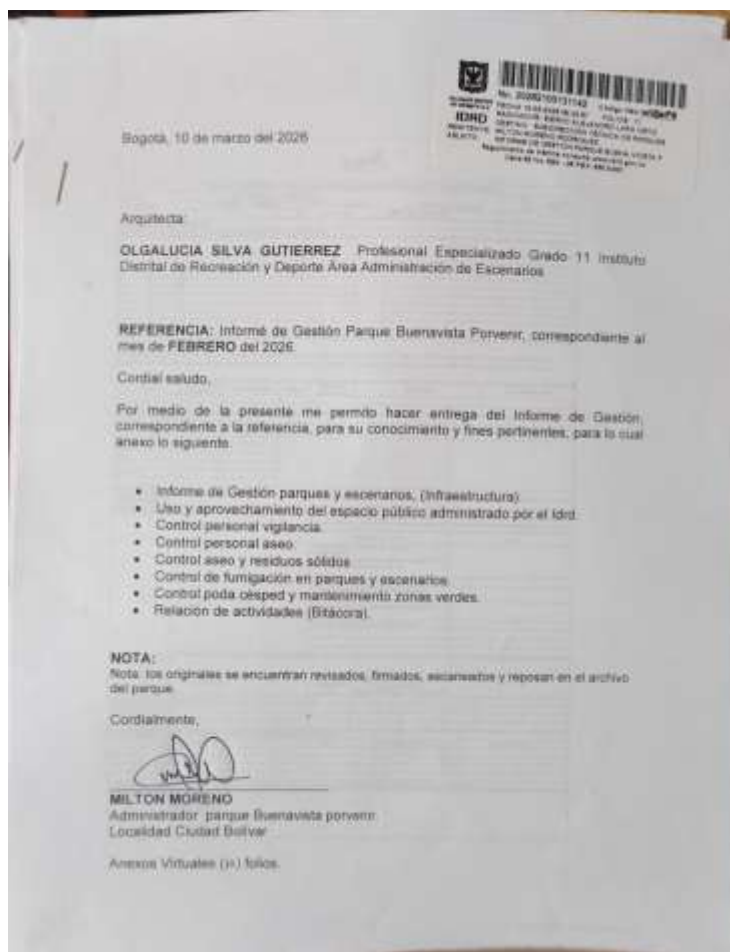 IDRD
Bogotá, 10 de marzo del 2026
Arquitecta:
OLGALUCIA SILVA GUTIERREZ Profesional Especializado Grado 11 Instituto
Distrital de Recreación y Deporte Área Administración de Escenarios
REFERENCIA: Informe de Gestión Parque Buenavista Porvenir, correspondiente al
mes de FEBRERO del 2026.
Cordial saludo,
Por medio de la presente me permito hacer entrega del Informe de Gestión,
correspondiente a la referencia, para su conocimiento y fines pertinentes, para lo cual
anexo lo siguiente.
• Informe de Gestión parques y escenarios, (Infraestructura).
• Uso y aprovechamiento del espacio público administrado por el Idrd.
• Control personal vigilancia.
• Control personal aseo.
• Control aseo y residuos sólidos
• Control de fumigación en parques y escenarios.
• Control poda césped y mantenimiento zonas verdes.
• Relación de actividades (Bitácora).
NOTA:
Nota: los originales se encuentran revisados, firmados, escaneados y reposan en el archivo
del parque.
Cordialmente,
MILTON MORENO
Administrador parque Buenavista porvenir.
Localidad Ciudad Bolívar
Anexos Virtuales folios.